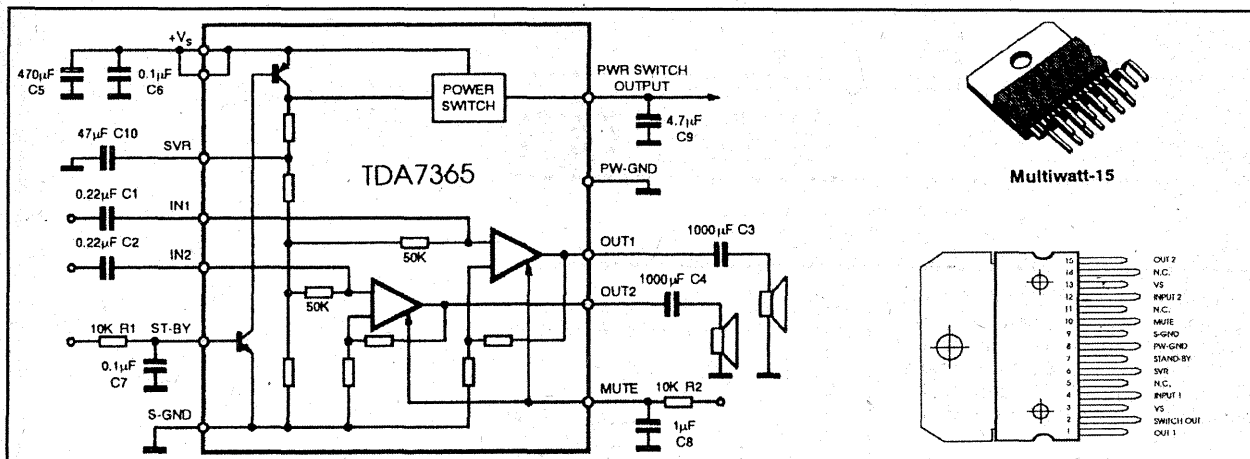 +VS
470µF
C5
0.1µF
C6
47µF C10
SVR
0.22µF C1
IN1
0.22µF C2
IN2
10K R1
ST-BY
0.1µF
C7
S-GND
TDA7365
POWER
SWITCH
50K
50K
PWR SWITCH
OUTPUT
4.7µF
C9
PW-GND
1000µF C3
OUT1
1000µF C4
OUT2
MUTE
10K R2
1µF
C8
Multiwatt-15
15 OUT 2
14 N.C.
13 VS
12 INPUT 2
11 N.C.
10 MUTE
9 S-GND
8 PW-GND
7 STAND-BY
6 SVR
5 N.C.
4 INPUT 1
3 VS
2 SWITCH OUT
1 OUT 1